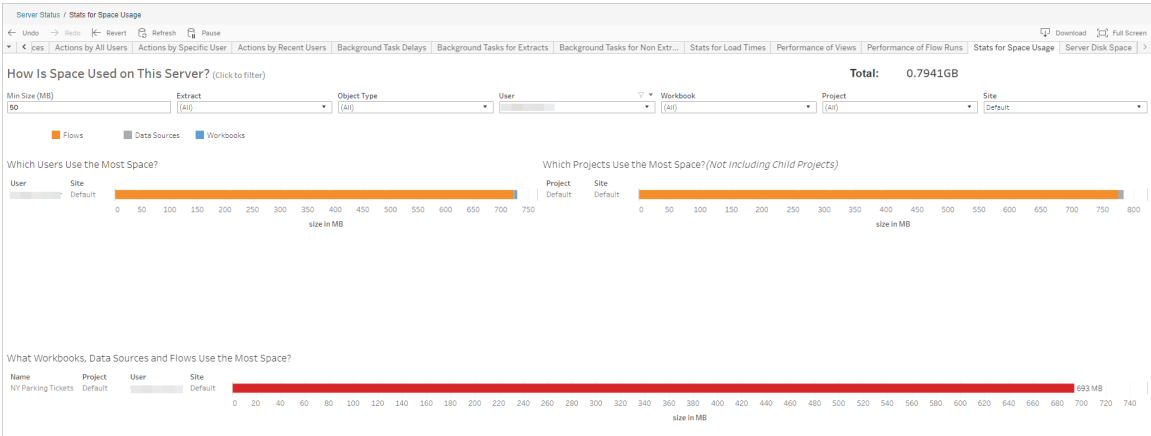 Server Status / Stats for Space Usage
← Undo → Redo Revert Refresh Pause Download Full Screen
ces Actions by All Users Actions by Specific User Actions by Recent Users Background Task Delays Background Tasks for Extracts Background Tasks for Non Extr... Stats for Load Times Performance of Views Performance of Flow Runs Stats for Space Usage Server Disk Space
How Is Space Used on This Server? (Click to filter) Total: 0.7941GB
Min Size (MB) Extract Object Type User Workbook Project Site
50 (All) (All) (All) (All) Default
Flows Data Sources Workbooks
Which Users Use the Most Space? Which Projects Use the Most Space?(Not Including Child Projects)
User Site Project Site
Default Default Default
0 50 100 150 200 250 300 350 400 450 500 550 600 650 700 750 0 50 100 150 200 250 300 350 400 450 500 550 600 650 700 750 800
size in MB size in MB
What Workbooks, Data Sources and Flows Use the Most Space?
Name Project User Site
NY Parking Tickets Default Default 693 MB
0 20 40 60 80 100 120 140 160 180 200 220 240 260 280 300 320 340 360 380 400 420 440 460 480 500 520 540 560 580 600 620 640 660 680 700 720 740
size in MB